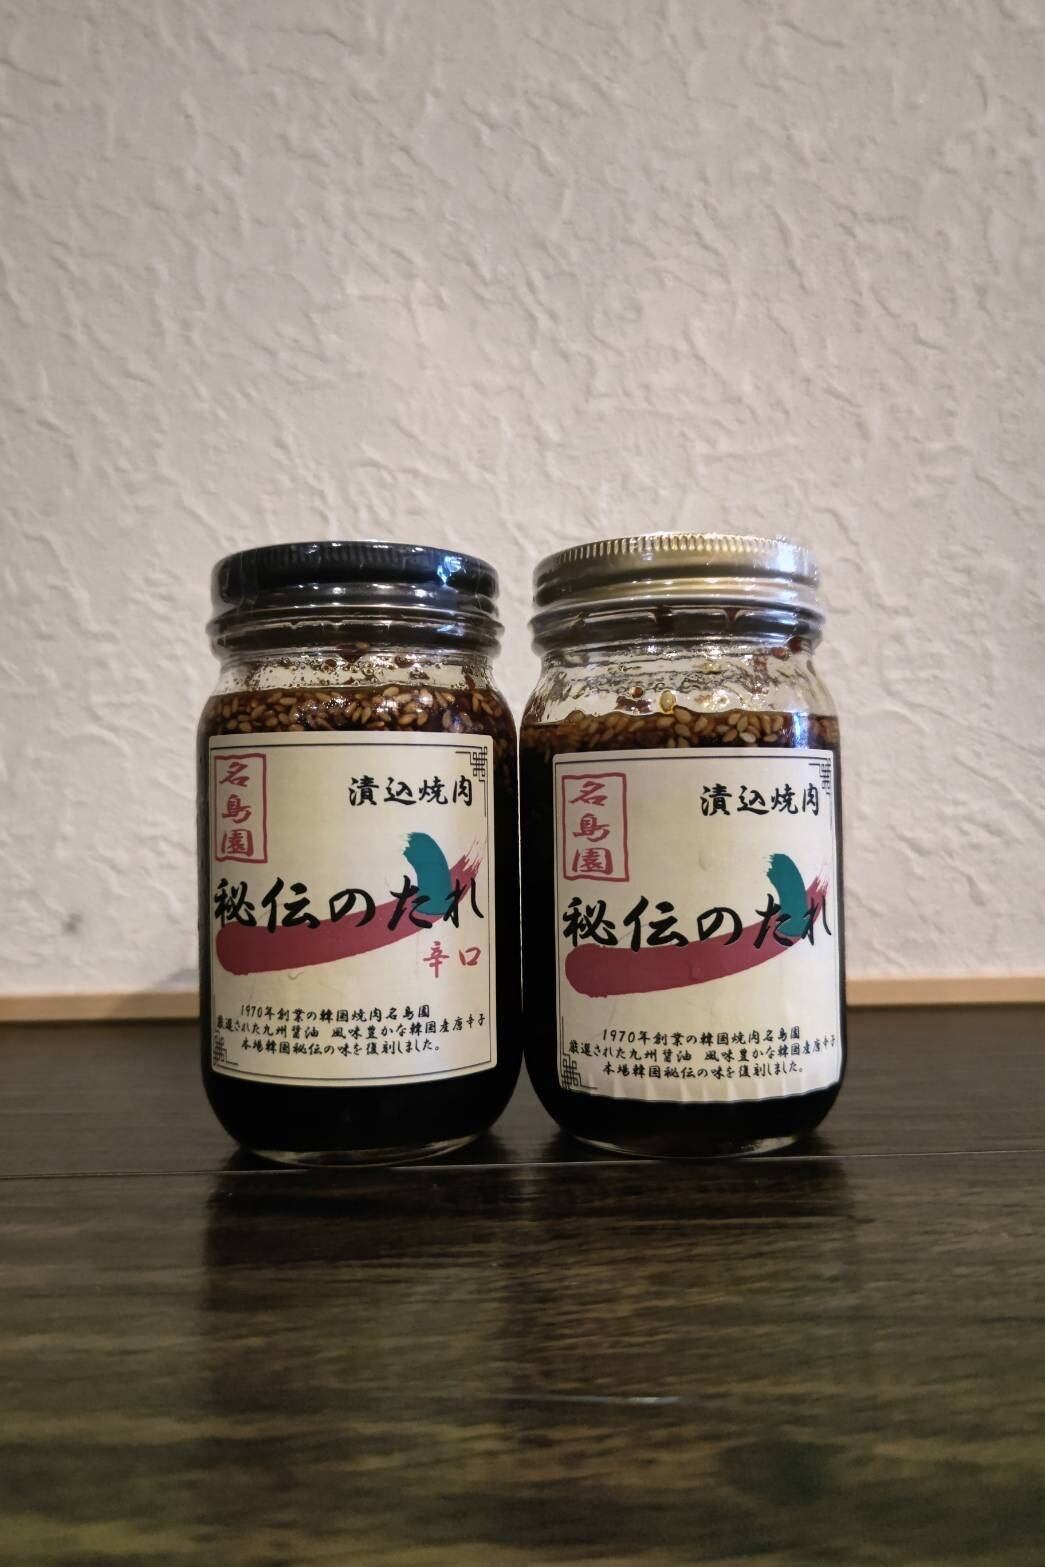 名島園
漬込焼肉
秘伝のたれ
辛口
1970年創業の韓国焼肉名島園
厳選された九州醤油 風味豊かな韓国産唐辛子
本場韓国秘伝の味を復刻しました。
名島園
漬込焼肉
秘伝のたれ
1970年創業の韓国焼肉名島園
厳選された九州醤油 風味豊かな韓国産唐辛子
本場韓国秘伝の味を復刻しました。